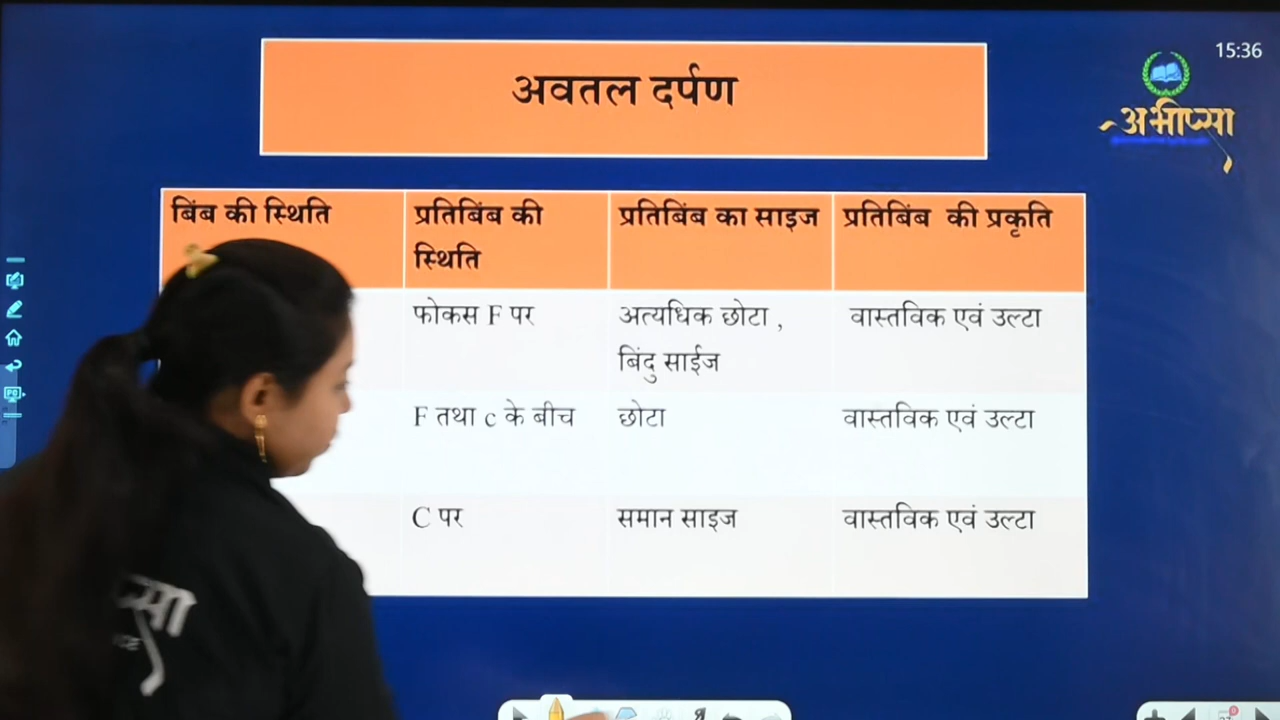 15:36
अभीप्सा
अवतल दर्पण
बिंब की स्थिति
प्रतिबिंब की
स्थिति
प्रतिबिंब का साइज
प्रतिबिंब की प्रकृति
फोकस F पर
अत्यधिक छोटा ,
बिंदु साईज
वास्तविक एवं उल्टा
F तथा c के बीच
छोटा
वास्तविक एवं उल्टा
C पर
समान साइज
वास्तविक एवं उल्टा